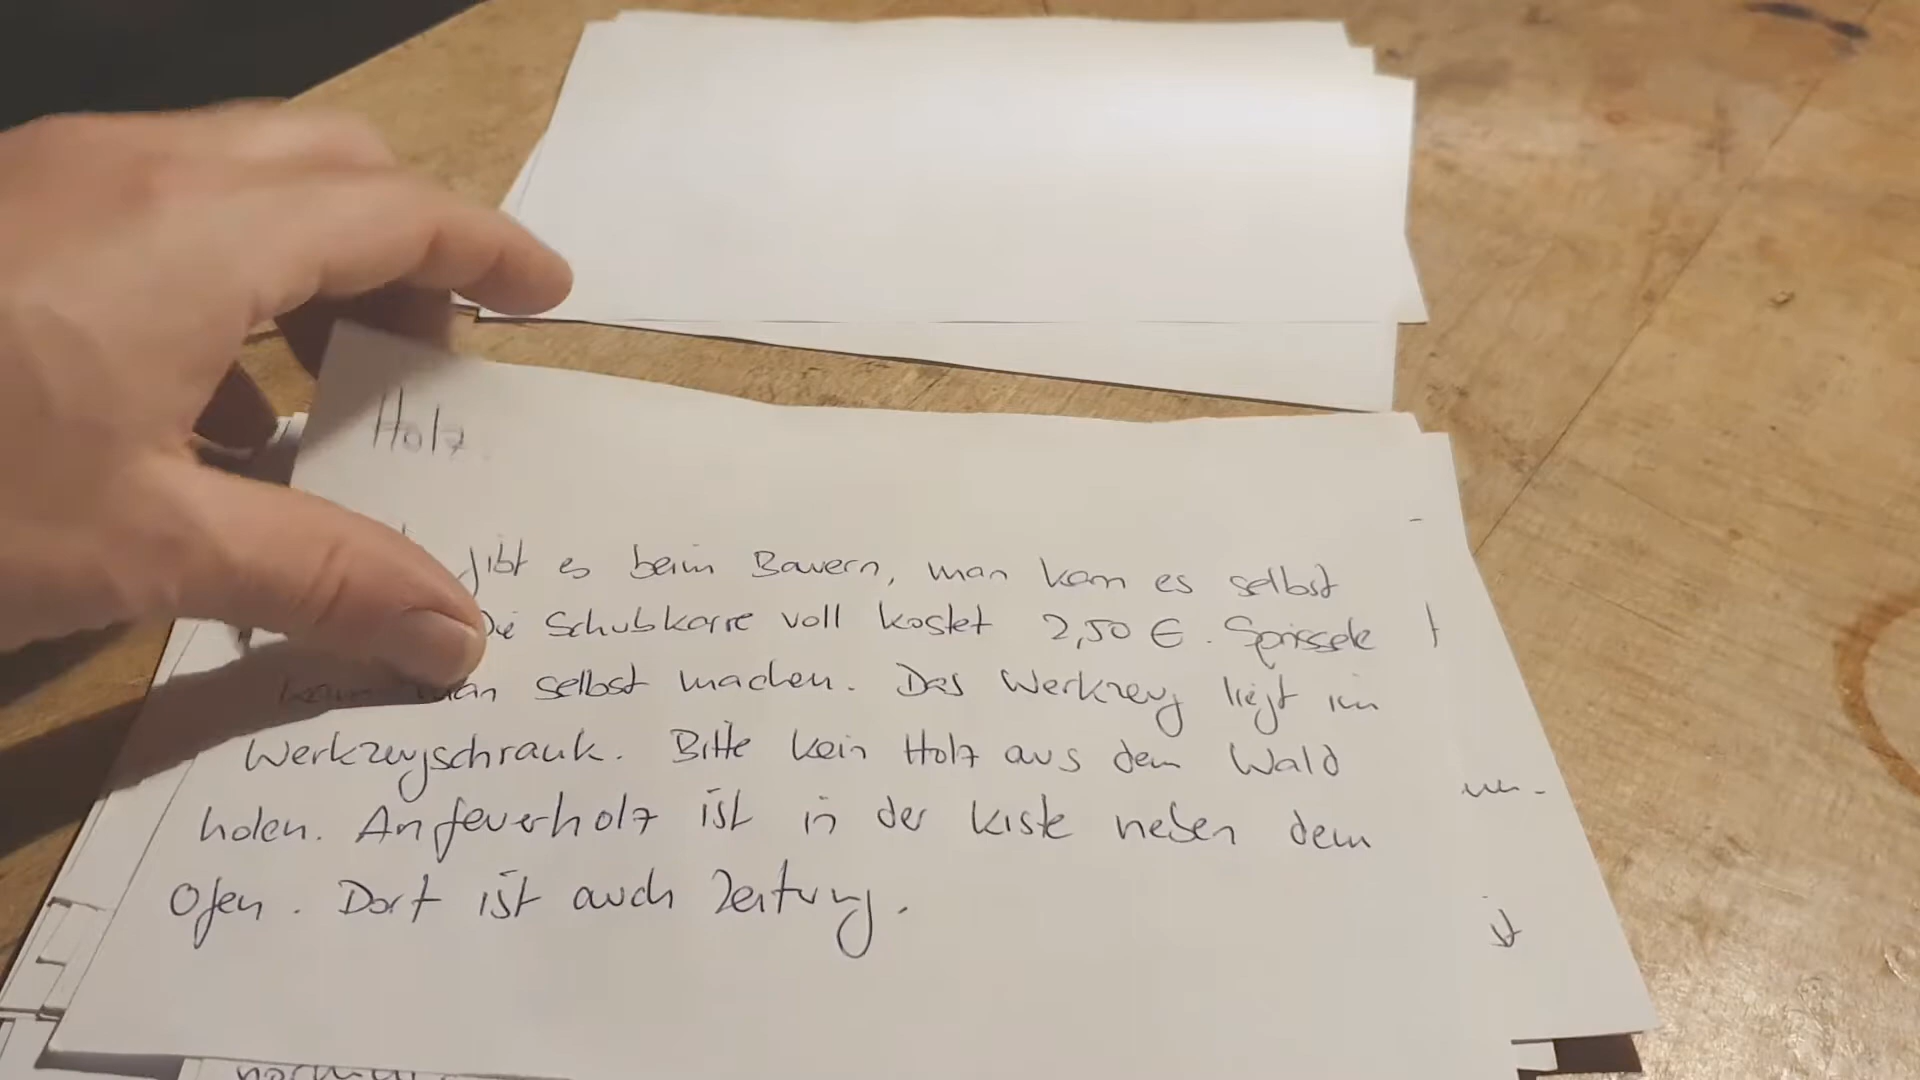 Holz
gibt es beim Bauern, man kann es selbst
Die Schubkarre voll kostet 2,50 €. Sprissele
kann man selbst machen. Das Werkzeug liegt im
Werkzeugschrank. Bitte kein Holz aus dem Wald
holen. Anfeuerholz ist in der Kiste neben dem
Ofen. Dort ist auch Zeitung.